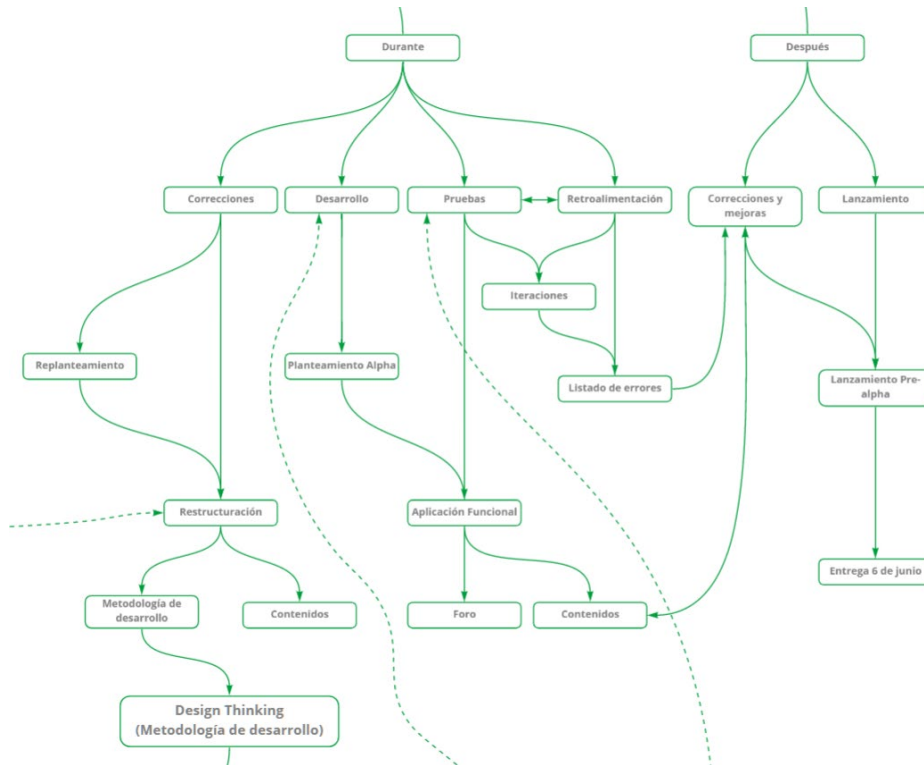 Durante
Después
Correcciones
Desarrollo
Pruebas
Retroalimentación
Correcciones y
mejoras
Lanzamiento
Iteraciones
Replanteamiento
Planteamiento Alpha
Listado de errores
Lanzamiento Pre-
alpha
Restructuración
Aplicación Funcional
Entrega 6 de junio
Metodología de
desarrollo
Contenidos
Foro
Contenidos
Design Thinking
(Metodología de desarrollo)